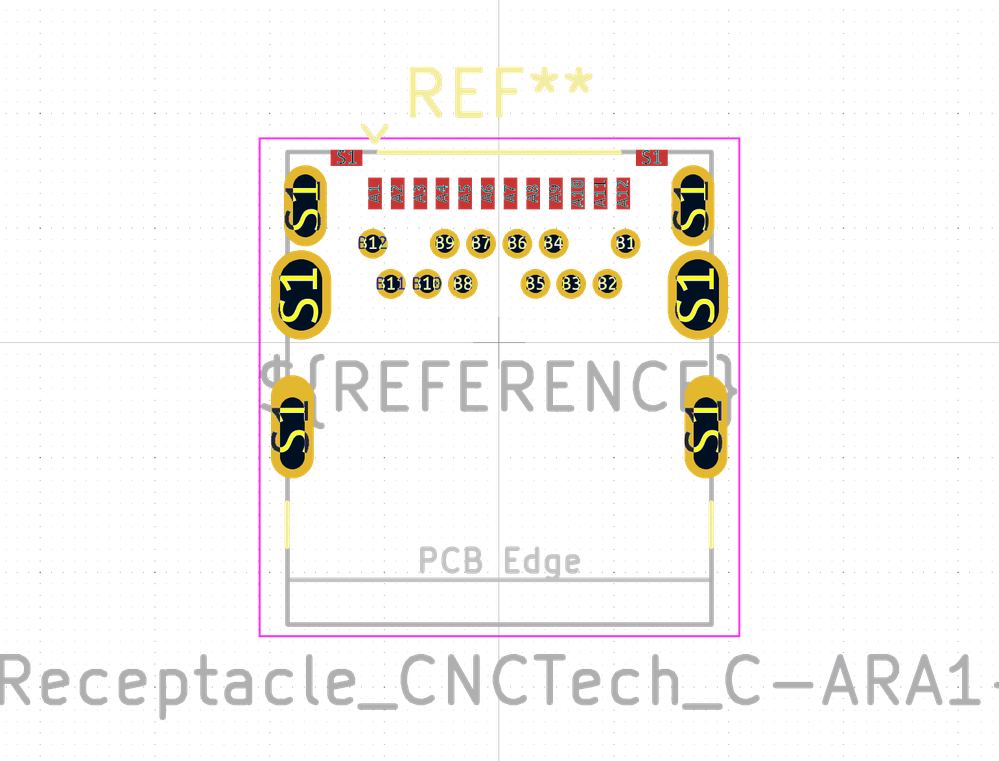 REF**
S1 S1
A1 A2 A3 A4 A5 A6 A7 A8 A9 A10 A11 A12
S1 S1
B12 B9 B7 B6 B4 B1
B11 B10 B8 B5 B3 B2
S1 S1
${REFERENCE}
S1 S1
PCB Edge
Receptacle_CNCTech_C-ARA1-